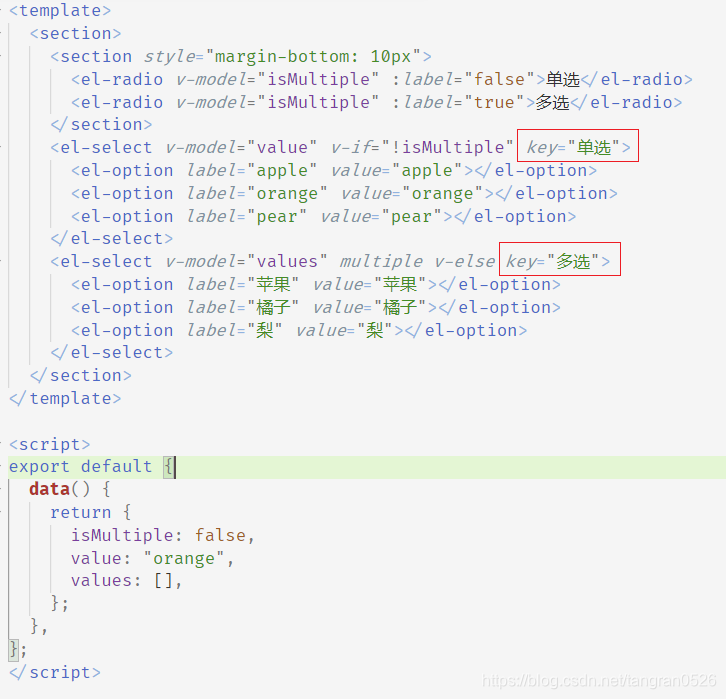 <template>
<section>
<section style="margin-bottom: 10px">
<el-radio v-model="isMultiple" :label="false">单选</el-radio>
<el-radio v-model="isMultiple" :label="true">多选</el-radio>
</section>
<el-select v-model="value" v-if="!isMultiple" key="单选">
<el-option label="apple" value="apple"></el-option>
<el-option label="orange" value="orange"></el-option>
<el-option label="pear" value="pear"></el-option>
</el-select>
<el-select v-model="values" multiple v-else key="多选">
<el-option label="苹果" value="苹果"></el-option>
<el-option label="橘子" value="橘子"></el-option>
<el-option label="梨" value="梨"></el-option>
</el-select>
</section>
</template>
<script>
export default {
data() {
return {
isMultiple: false,
value: "orange",
values: [],
};
},
};
</script>
https://blog.csdn.net/tangran0526